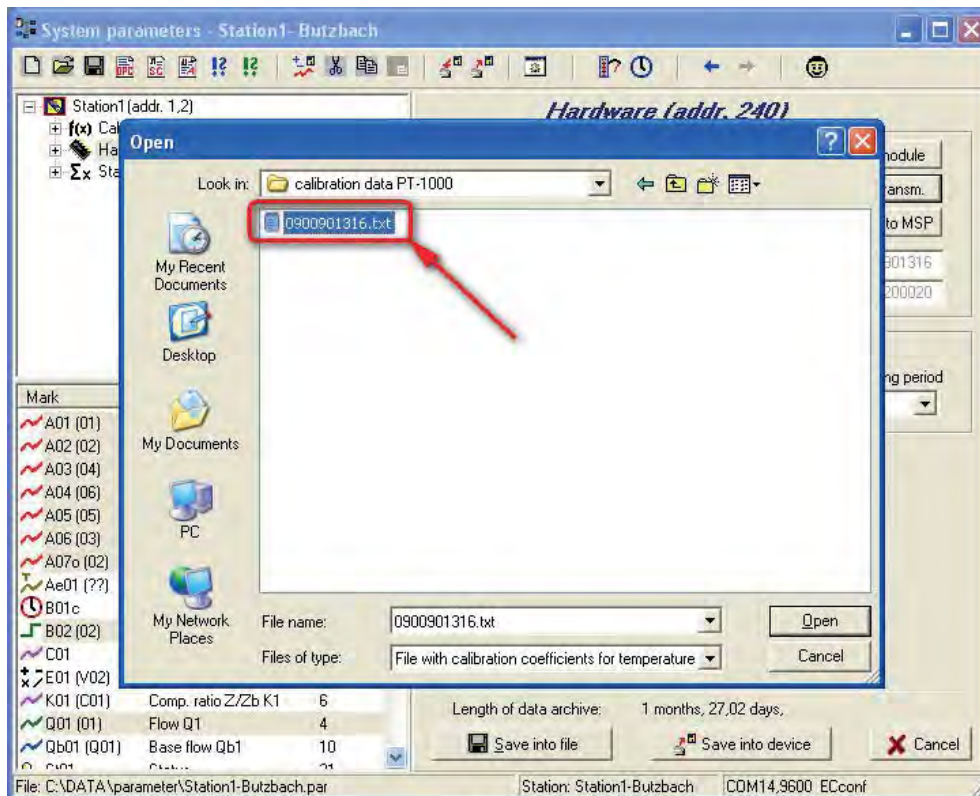 System parameters - Station1- Butzbach
Station1 (addr. 1,2)
f(x) Cal
Ha
Σx Sta
Hardware (addr. 240)
module
ansm.
to MSP
901316
200020
ng period
Open
Look in: calibration data PT-1000
0900901316.txt
My Recent Documents
Desktop
My Documents
PC
My Network Places
File name: 0900901316.txt
Open
Files of type: File with calibration coefficients for temperature
Cancel
Mark
A01 (01)
A02 (02)
A03 (04)
A04 (06)
A05 (05)
A06 (03)
A07o (02)
Ae01 (??)
B01c
B02 (02)
C01
E01 (V02)
K01 (C01) Comp. ratio Z/Zb K1 6
Q01 (01) Flow Q1 4
Qb01 (Q01) Base flow Qb1 10
Length of data archive: 1 months, 27,02 days,
Save into file
Save into device
Cancel
File: C:\DATA\parameter\Station1-Butzbach.par
Station: Station1-Butzbach
COM14,9600 ECconf